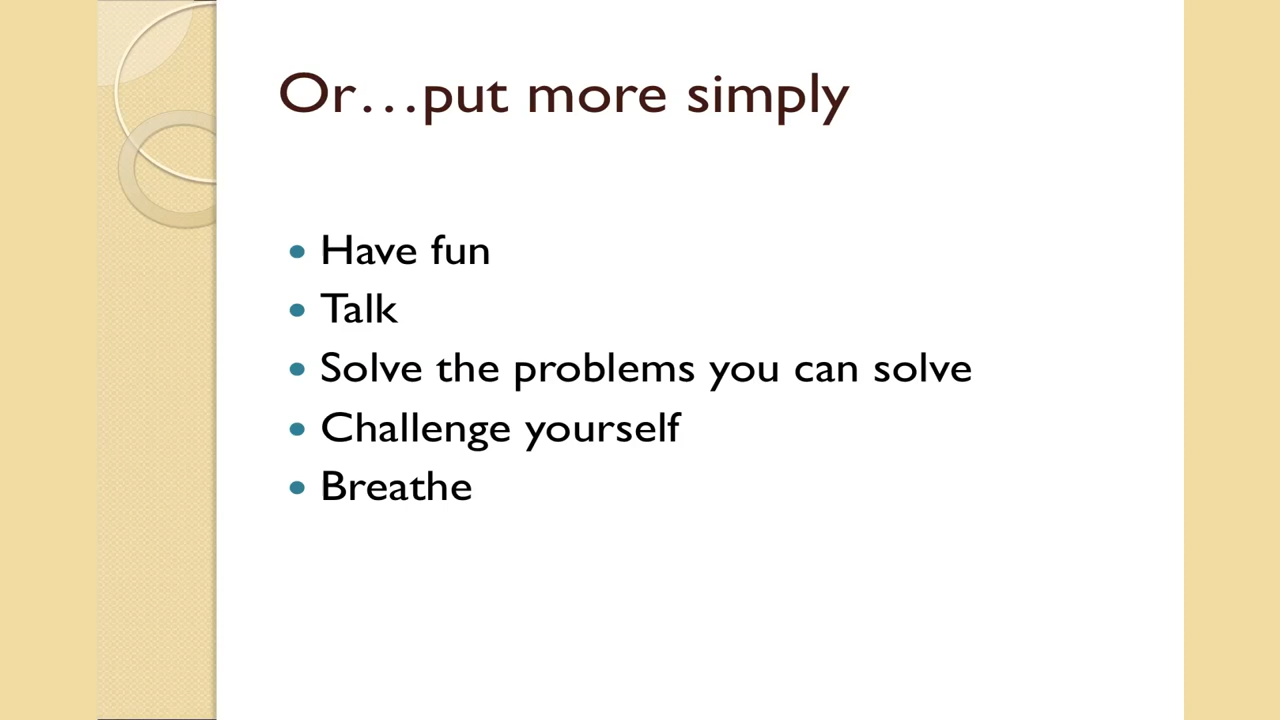 Or…put more simply
• Have fun
• Talk
• Solve the problems you can solve
• Challenge yourself
• Breathe